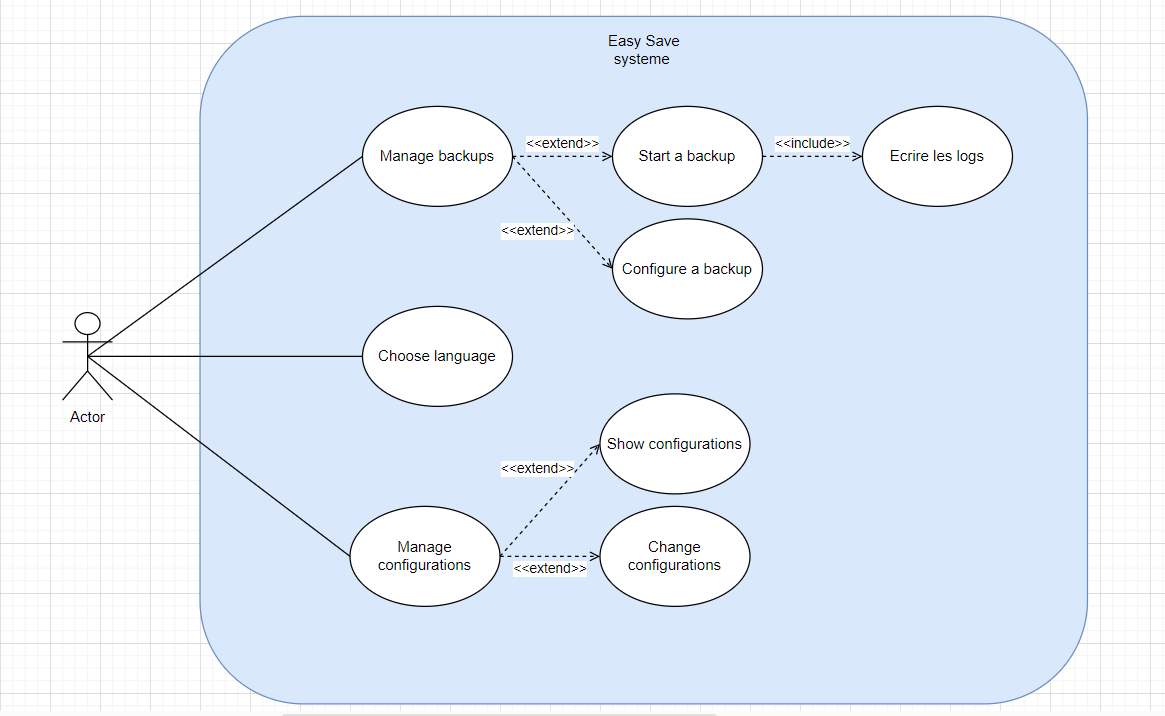 Easy Save
systeme
Manage backups
<<extend>>
Start a backup
<<include>>
Ecrire les logs
<<extend>>
Configure a backup
Choose language
Actor
Show configurations
<<extend>>
Manage
configurations
<<extend>>
Change
configurations